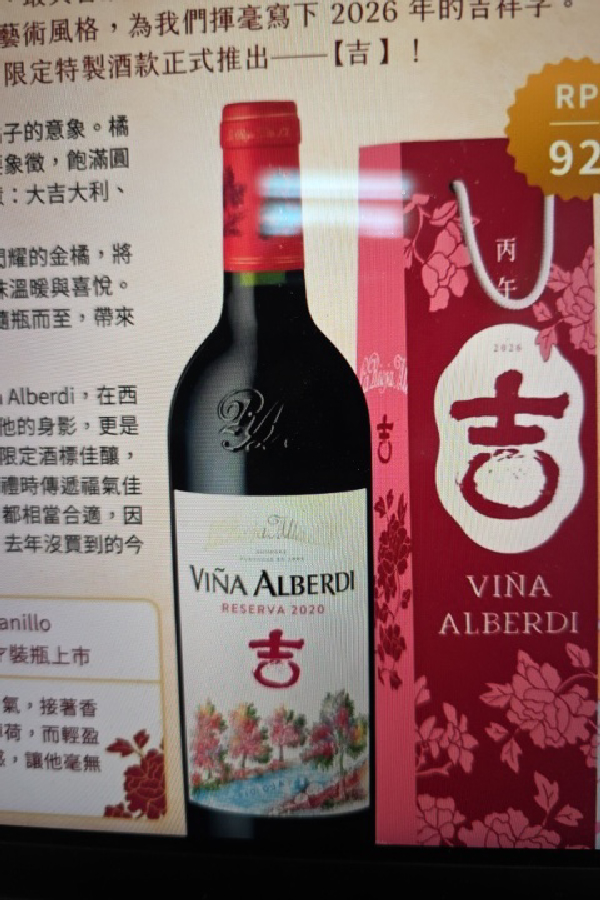 藝術風格,為我們揮毫寫下 2026 年的吉祥字。
限定特製酒款正式推出——【吉】!
子的意象。橘
象徵,飽滿圓
:大吉大利、
閃耀的金橘,將
味溫暖與喜悅。
隨瓶而至,帶來
Alberdi,在西
他的身影,更是
限定酒標佳釀,
禮時傳遞福氣佳
都相當合適,因
去年沒買到的今
anillo
裝瓶上市
氣,接著香
荷,而輕盈
,讓他毫無
VIÑA ALBERDI
RESERVA 2020
吉
RIOJA
RP
92
丙
午
2026
吉
VIÑA
ALBERDI
吉